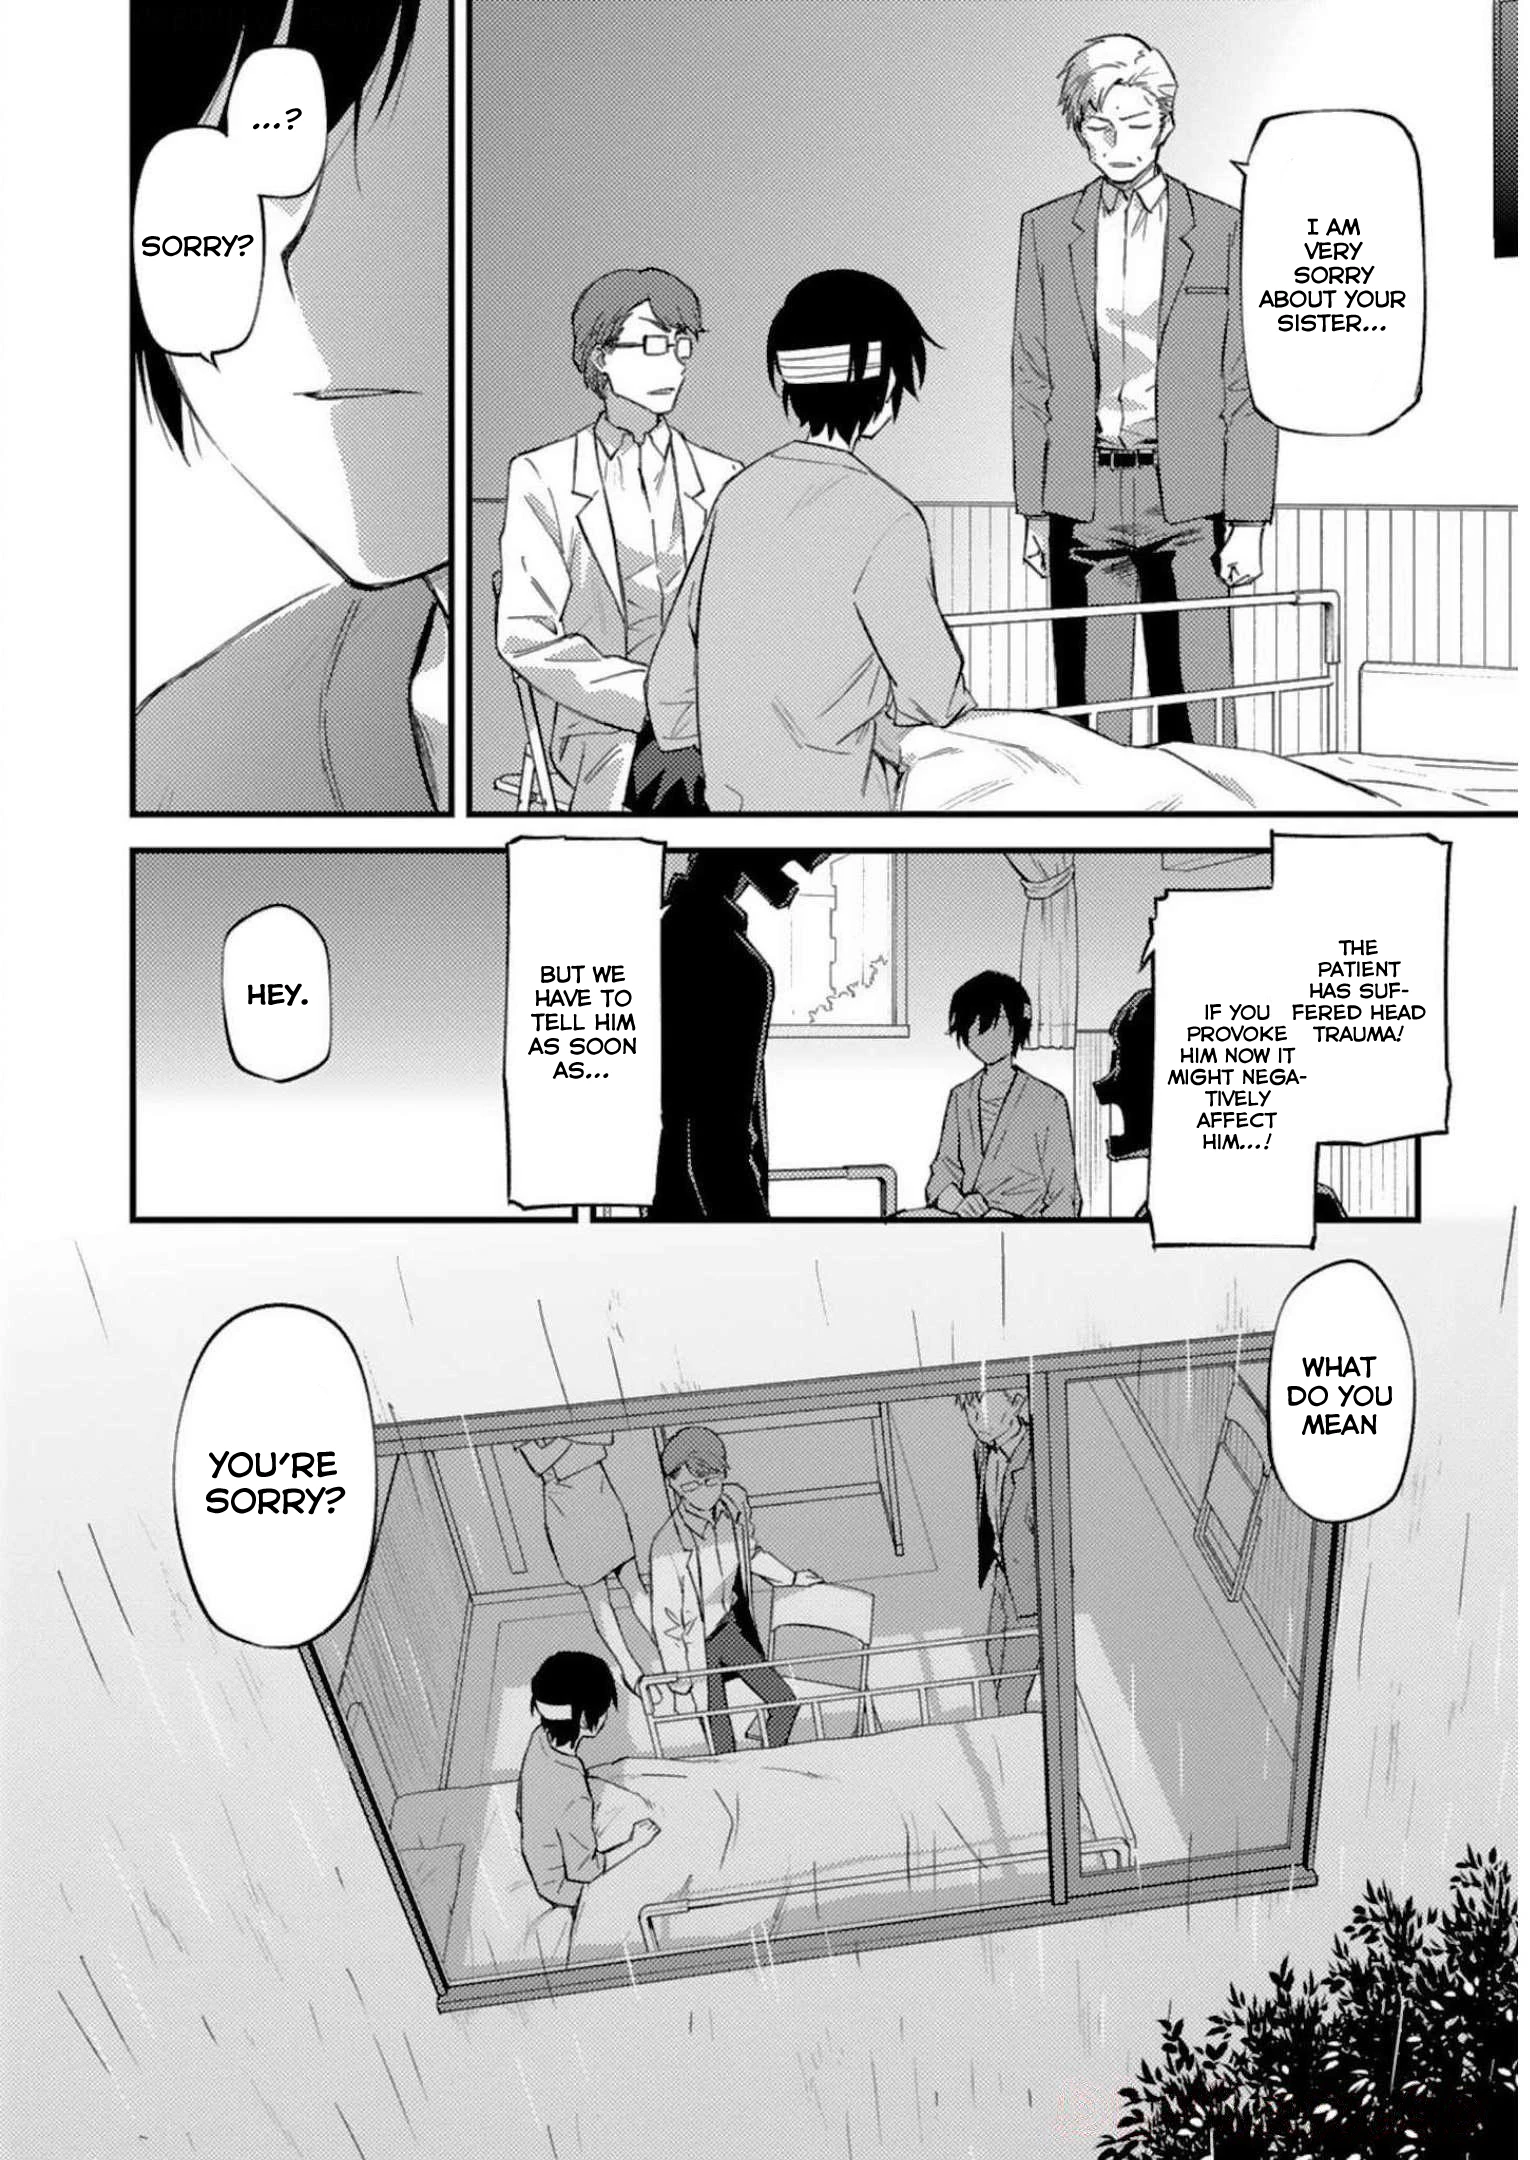 I AM
VERY
SORRY
ABOUT YOUR
SISTER...
...?
SORRY?
THE
PATIENT
HAS SUF-
FERED HEAD
TRAUMA!
IF YOU
PROVOKE
HIM NOW IT
MIGHT NEGA-
TIVELY
AFFECT
HIM...!
BUT WE
HAVE TO
TELL HIM
AS SOON
AS...
HEY.
WHAT
DO YOU
MEAN
YOU'RE
SORRY?